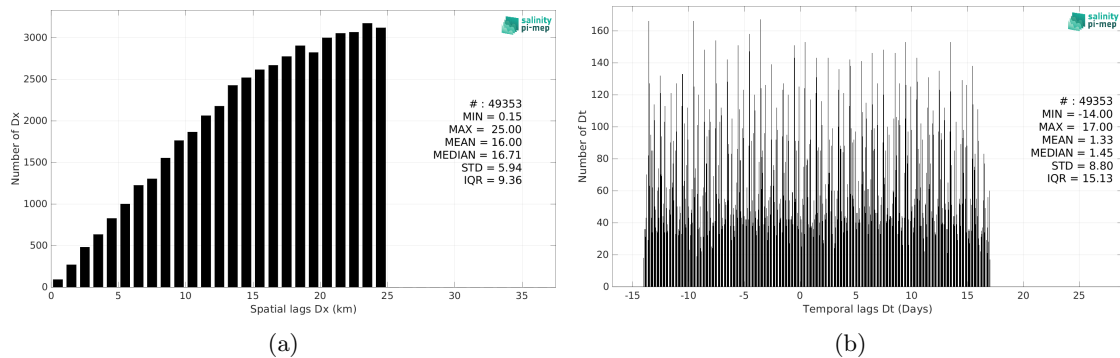 salinity
pi-mep
Number of Dx
3000
2500
2000
1500
1000
500
0
# : 49353
MIN = 0.15
MAX = 25.00
MEAN = 16.00
MEDIAN = 16.71
STD = 5.94
IQR = 9.36
0 5 10 15 20 25 30 35
Spatial lags Dx (km)
(a)
salinity
pi-mep
Number of Dt
160
140
120
100
80
60
40
20
0
# : 49353
MIN = -14.00
MAX = 17.00
MEAN = 1.33
MEDIAN = 1.45
STD = 8.80
IQR = 15.13
-15 -10 -5 0 5 10 15 20 25
Temporal lags Dt (Days)
(b)